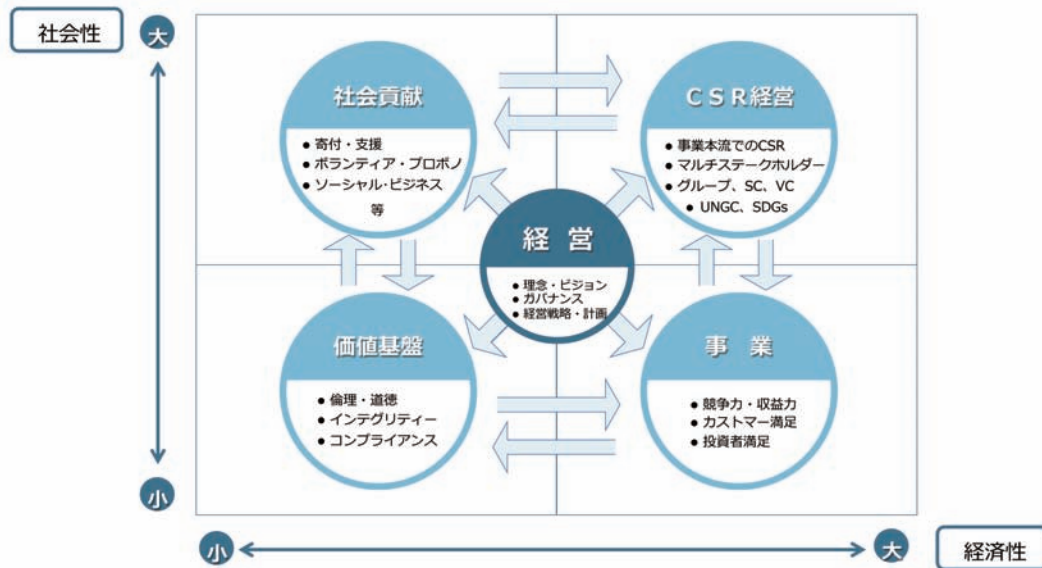 社会性
大
社会貢献
● 寄付・支援
● ボランティア・プロボノ
● ソーシャル・ビジネス
等
ＣＳＲ経営
● 事業本流でのCSR
● マルチステークホルダー
● グループ、SC、VC
● UNGC、SDGs
経 営
● 理念・ビジョン
● ガバナンス
● 経営戦略・計画
価値基盤
● 倫理・道徳
● インテグリティー
● コンプライアンス
事 業
● 競争力・収益力
● カストマー満足
● 投資者満足
小
小
大
経済性